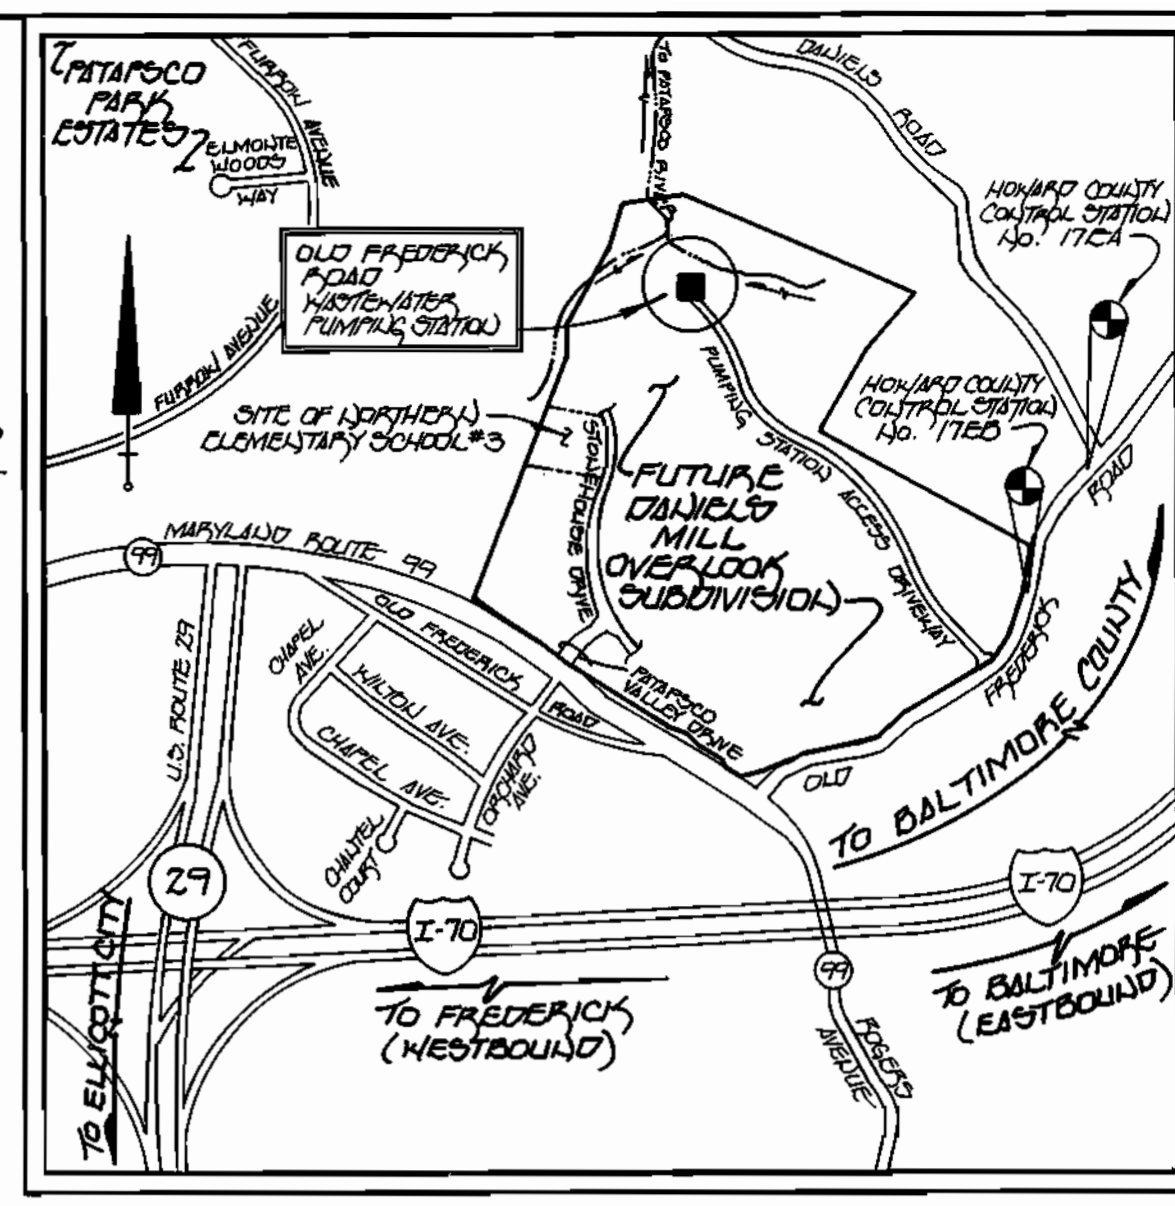 PATAPSCO
PARK
ESTATES
FURROW AVENUE
ELMONTE
WOODS
WAY
TO PATAPSCO RIVER
DANIELS
ROAD
HOWARD COUNTY
CONTROL STATION
No. 17EA
OLD FREDERICK
ROAD
WASTEWATER
PUMPING STATION
FURROW AVENUE
SITE OF NORTHERN
ELEMENTARY SCHOOL #3
HOWARD COUNTY
CONTROL STATION
No. 17EB
PUMPING STATION ACCESS DRIVEWAY
STONEHOUSE DRIVE
FUTURE
DANIELS
MILL
OVERLOOK
SUBDIVISION
MARYLAND ROUTE 99
99
OLD FREDERICK
ROAD
CHAPEL
AVE.
WILTON AVE.
CHAPEL AVE.
ORCHARD
AVE.
CHANTEL
COURT
PATAPSCO
VALLEY DRIVE
OLD
FREDERICK
ROAD
TO BALTIMORE COUNTY
U.S. ROUTE 29
29
I-70
I-70
TO ELLICOTT CITY
TO FREDERICK
(WESTBOUND)
99
ROGERS
AVENUE
TO BALTIMORE
(EASTBOUND)